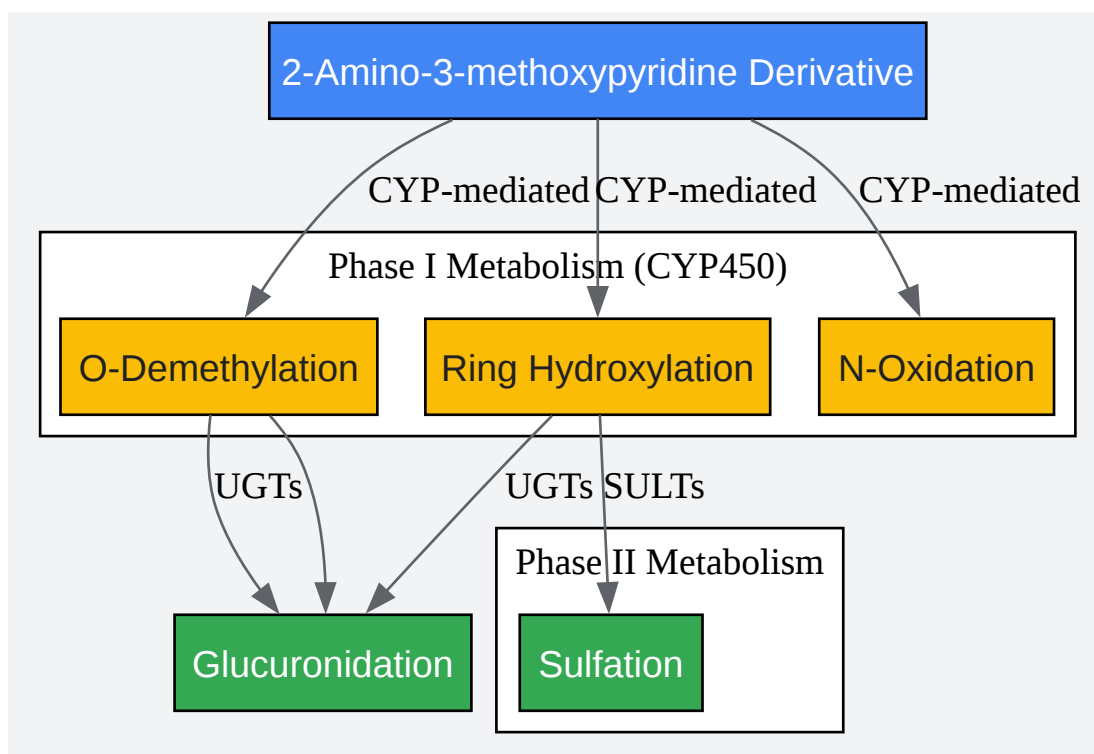 2-Amino-3-methoxypyridine Derivative
CYP-mediated
CYP-mediated
CYP-mediated
Phase I Metabolism (CYP450)
O-Demethylation
Ring Hydroxylation
N-Oxidation
UGTs
UGTs
SULTs
Phase II Metabolism
Glucuronidation
Sulfation